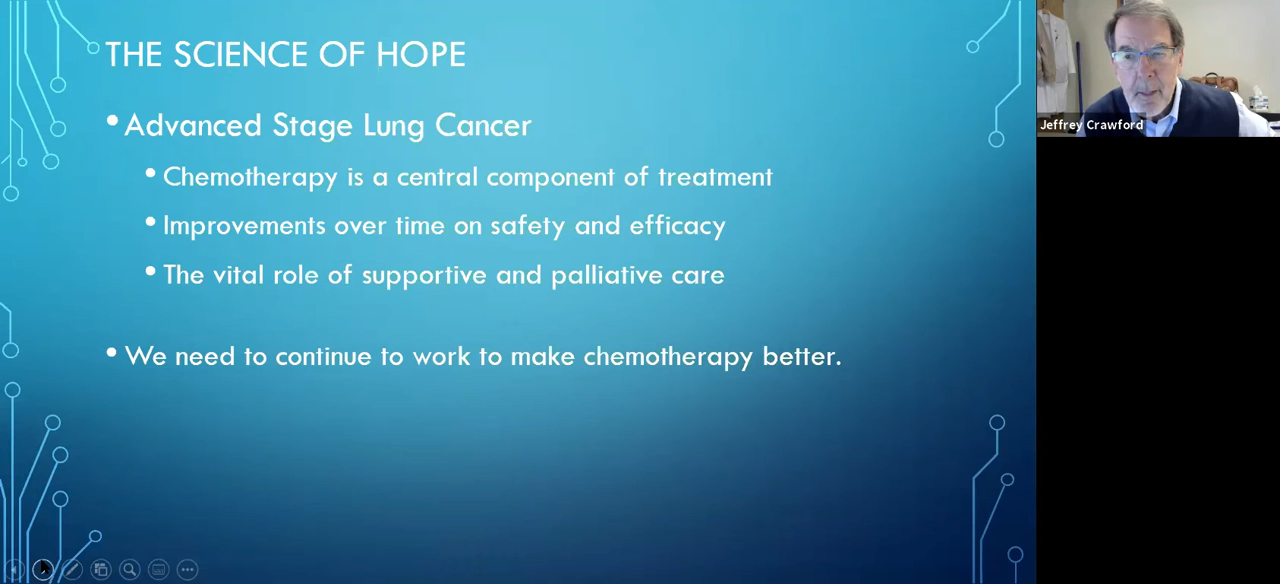 THE SCIENCE OF HOPE
• Advanced Stage Lung Cancer
• Chemotherapy is a central component of treatment
• Improvements over time on safety and efficacy
• The vital role of supportive and palliative care
• We need to continue to work to make chemotherapy better.
Jeffrey Crawford